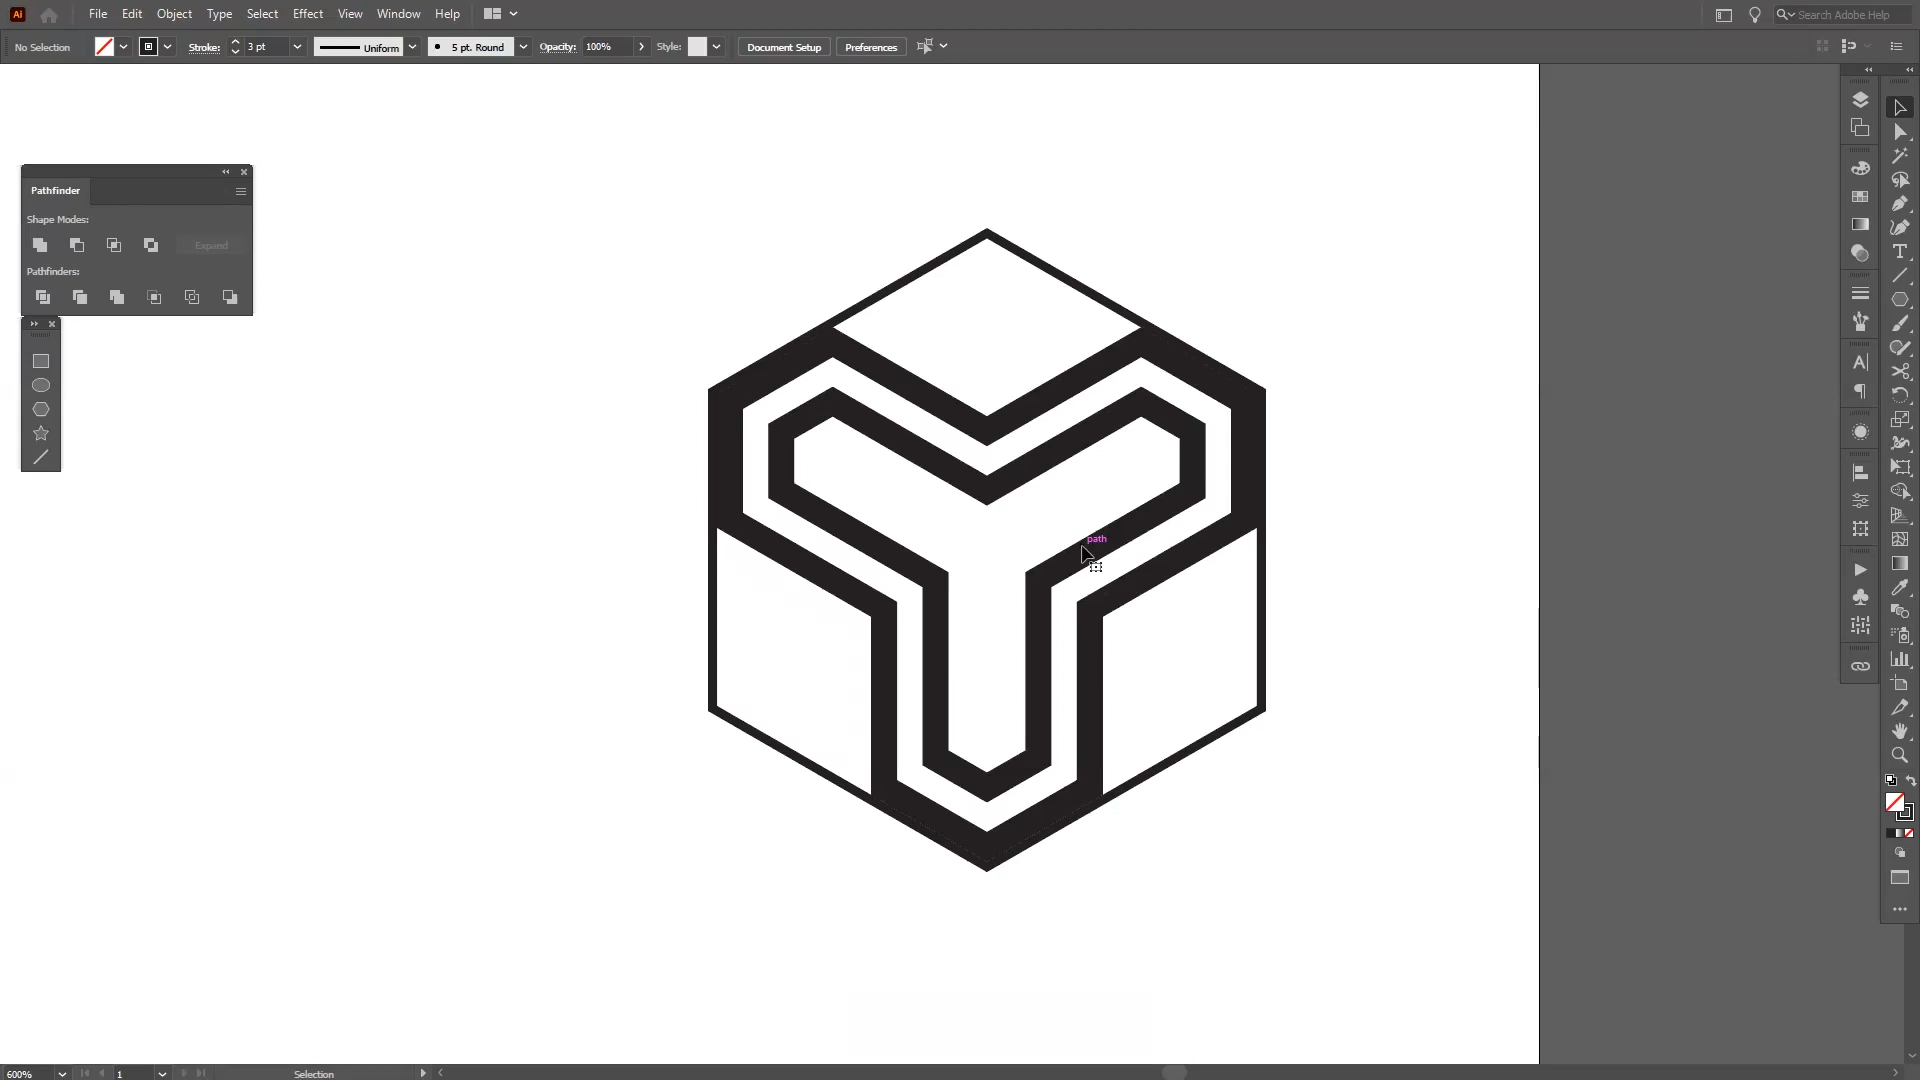 Ai File Edit Object Type Select Effect View Window Help Search Adobe Help
No Selection Stroke: 3 pt Uniform 5 pt. Round Opacity: 100% Style: Document Setup Preferences
Pathfinder
Shape Modes:
Expand
Pathfinders:
path
600% 1 Selection